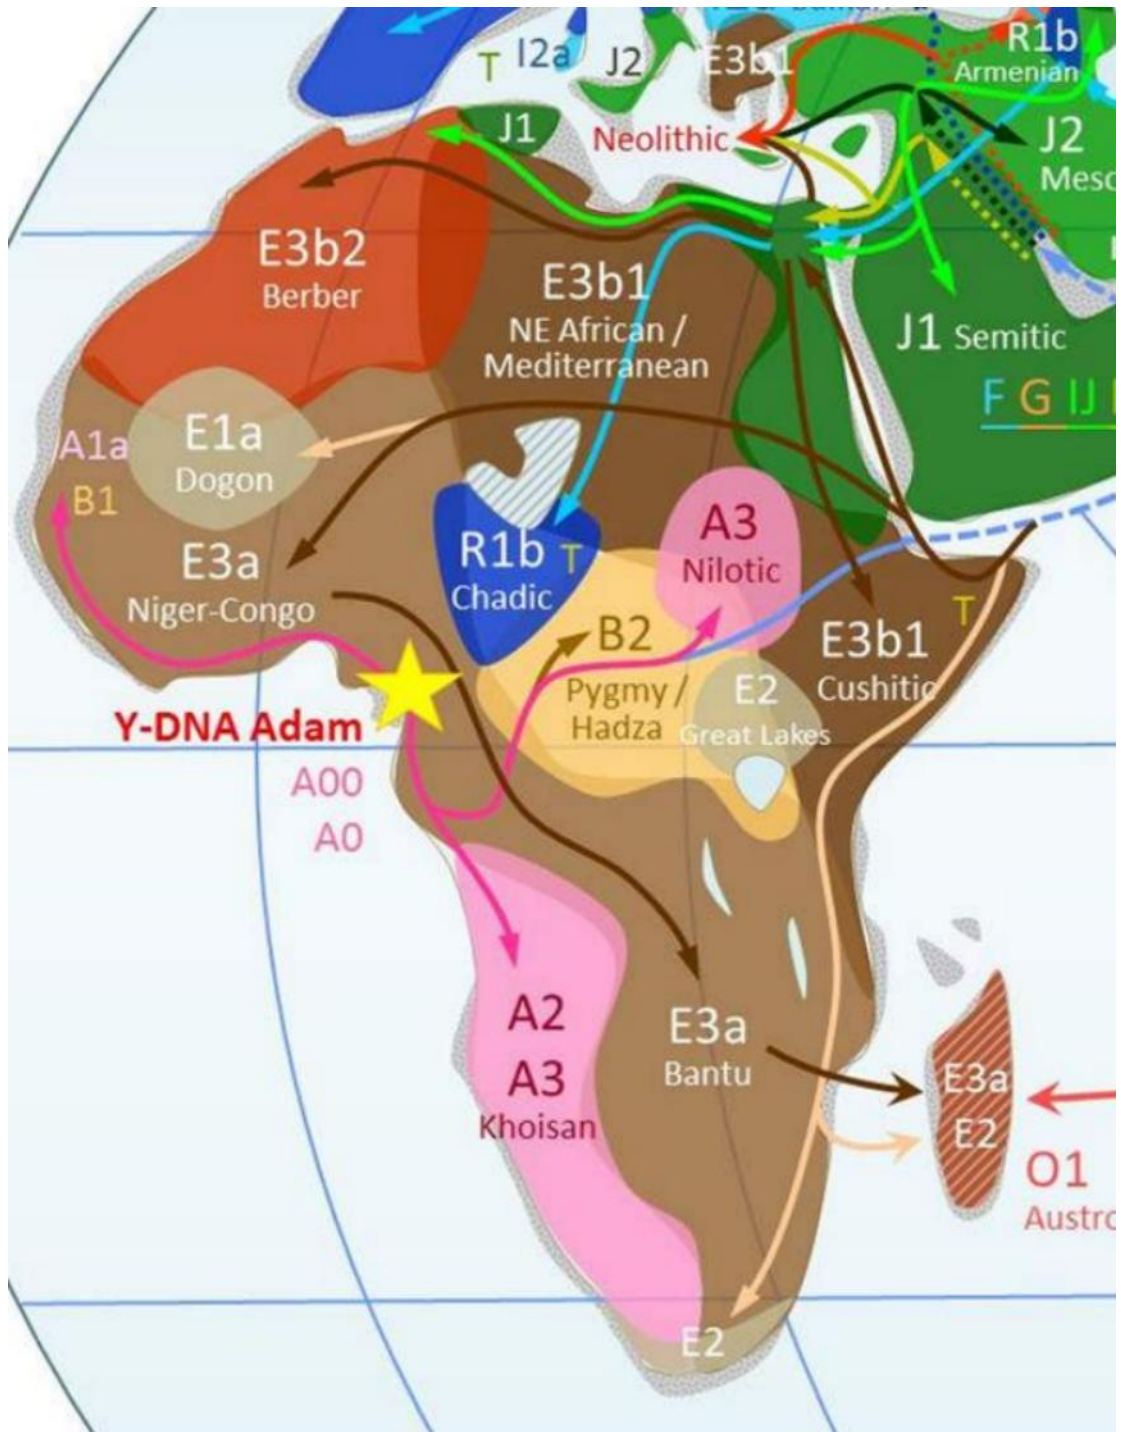 R1b
Armenian
T
I2a
J2
E3b1
J1
Neolithic
J2
Meso
E3b2
Berber
E3b1
NE African /
Mediterranean
J1 Semitic
F G IJ
A1a
B1
E1a
Dogon
A3
Nilotic
E3a
Niger-Congo
R1b T
Chadic
B2
Pygmy /
Hadza
E2
Great Lakes
E3b1
Cushitic
T
Y-DNA Adam
A00
A0
A2
A3
Khoisan
E3a
Bantu
E3a
E2
O1
Austro
E2